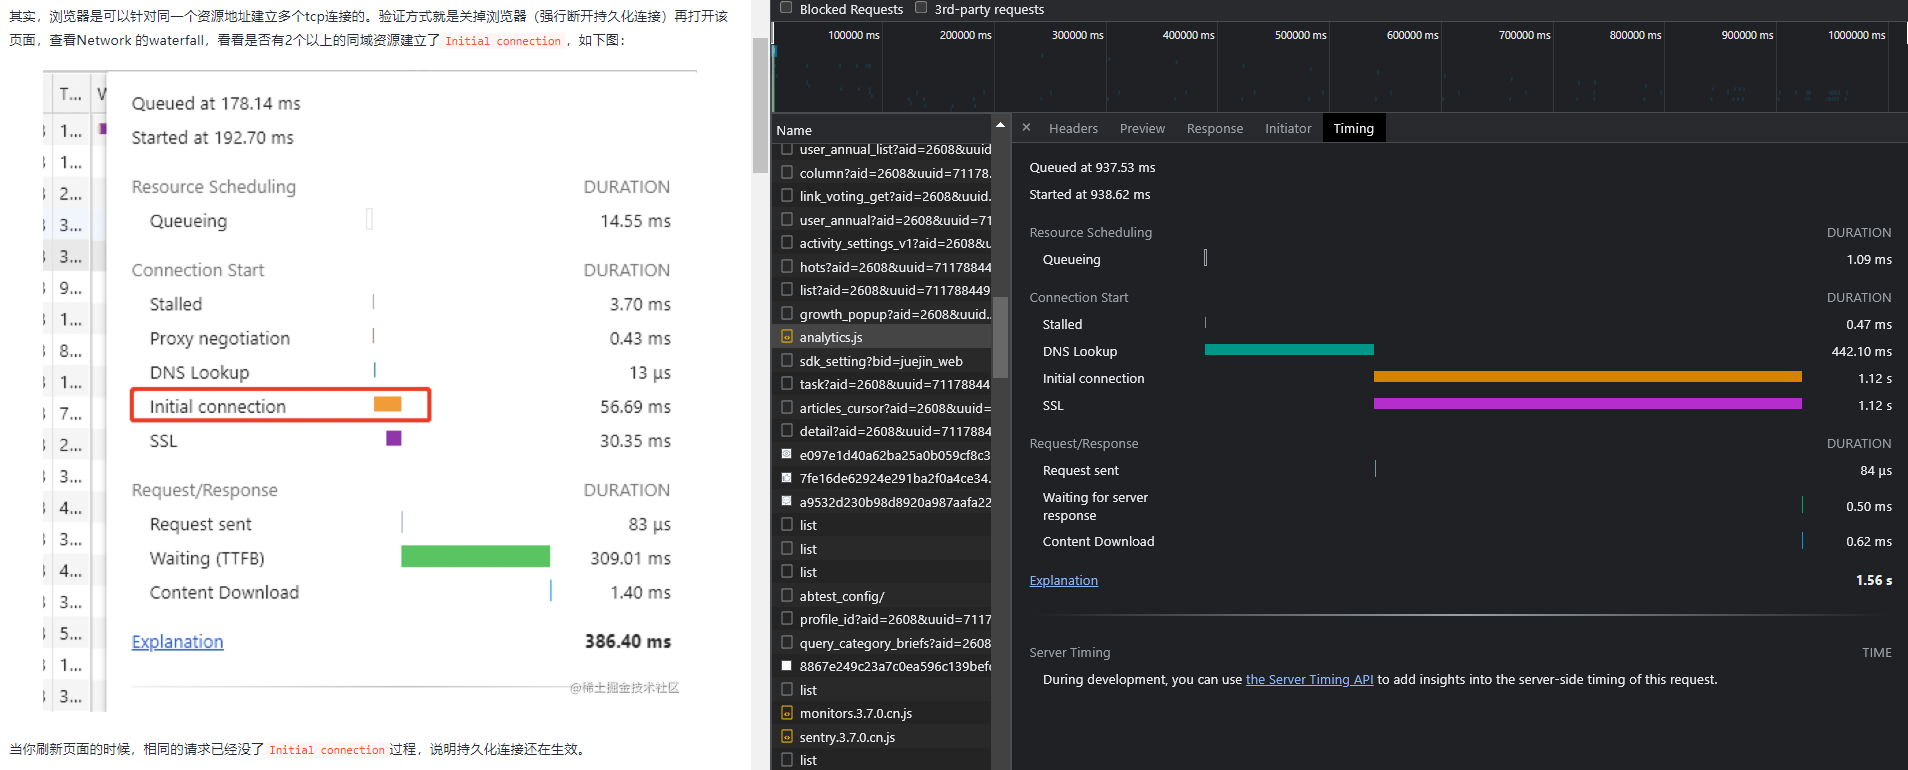 其实，浏览器是可以针对同一个资源地址建立多个tcp连接的。验证方式就是关掉浏览器（强行断开持久化连接）再打开该
页面，查看Network 的waterfall，看看是否有2个以上的同域资源建立了 Initial connection ，如下图：
T...
1...
1...
2...
3...
3...
9...
1...
8...
1...
7...
2...
3...
4...
3...
4...
3...
5...
1...
3...
Queued at 178.14 ms
Started at 192.70 ms
Resource Scheduling DURATION
Queueing 14.55 ms
Connection Start DURATION
Stalled 3.70 ms
Proxy negotiation 0.43 ms
DNS Lookup 13 μs
Initial connection 56.69 ms
SSL 30.35 ms
Request/Response DURATION
Request sent 83 μs
Waiting (TTFB) 309.01 ms
Content Download 1.40 ms
Explanation 386.40 ms
@稀土掘金技术社区
当你刷新页面的时候，相同的请求已经没了 Initial connection 过程，说明持久化连接还在生效。
Blocked Requests 3rd-party requests
100000 ms 200000 ms 300000 ms 400000 ms 500000 ms 600000 ms 700000 ms 800000 ms 900000 ms 1000000 ms
Name
user_annual_list?aid=2608&uuid
column?aid=2608&uuid=71178.
link_voting_get?aid=2608&uuid.
user_annual?aid=2608&uuid=71
activity_settings_v1?aid=2608&u
hots?aid=2608&uuid=71178844
list?aid=2608&uuid=711788449
growth_popup?aid=2608&uuid..
analytics.js
sdk_setting?bid=juejin_web
task?aid=2608&uuid=71178844
articles_cursor?aid=2608&uuid=
detail?aid=2608&uuid=7117884
e097e1d40a62ba25a0b059cf8c3
7fe16de62924e291ba2f0a4ce34.
a9532d230b98d8920a987aafa22
list
list
list
abtest_config/
profile_id?aid=2608&uuid=7117
query_category_briefs?aid=2608
8867e249c23a7c0ea596c139befc
list
monitors.3.7.0.cn.js
sentry.3.7.0.cn.js
list
× Headers Preview Response Initiator Timing
Queued at 937.53 ms
Started at 938.62 ms
Resource Scheduling DURATION
Queueing 1.09 ms
Connection Start DURATION
Stalled 0.47 ms
DNS Lookup 442.10 ms
Initial connection 1.12 s
SSL 1.12 s
Request/Response DURATION
Request sent 84 μs
Waiting for server
response 0.50 ms
Content Download 0.62 ms
Explanation 1.56 s
Server Timing TIME
During development, you can use the Server Timing API to add insights into the server-side timing of this request.